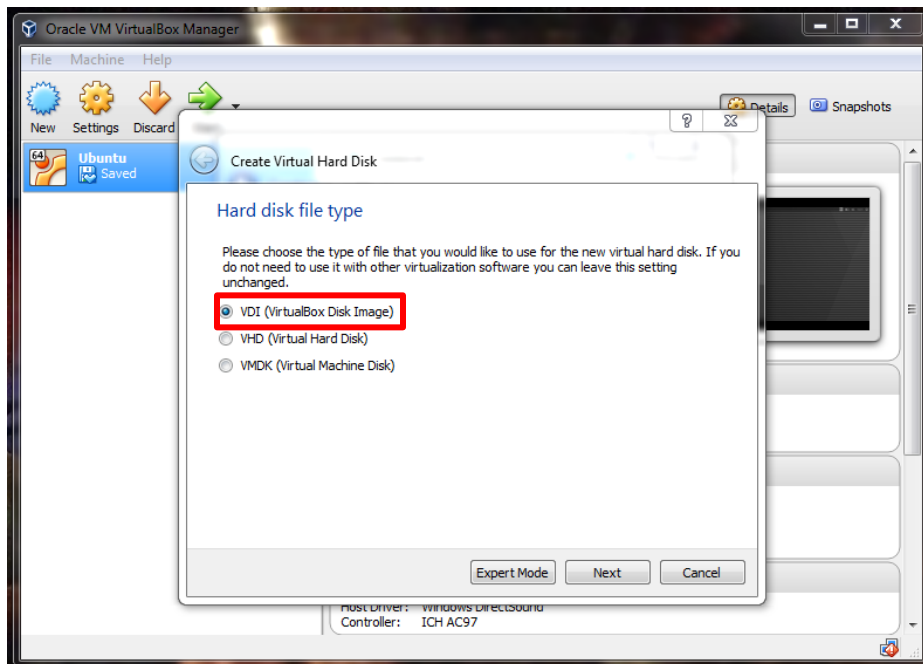 Oracle VM VirtualBox Manager
File Machine Help
New Settings Discard
Details Snapshots
64 Ubuntu
Saved
Create Virtual Hard Disk
Hard disk file type
Please choose the type of file that you would like to use for the new virtual hard disk. If you
do not need to use it with other virtualization software you can leave this setting
unchanged.
VDI (VirtualBox Disk Image)
VHD (Virtual Hard Disk)
VMDK (Virtual Machine Disk)
Expert Mode Next Cancel
Host Driver: Windows DirectSound
Controller: ICH AC97